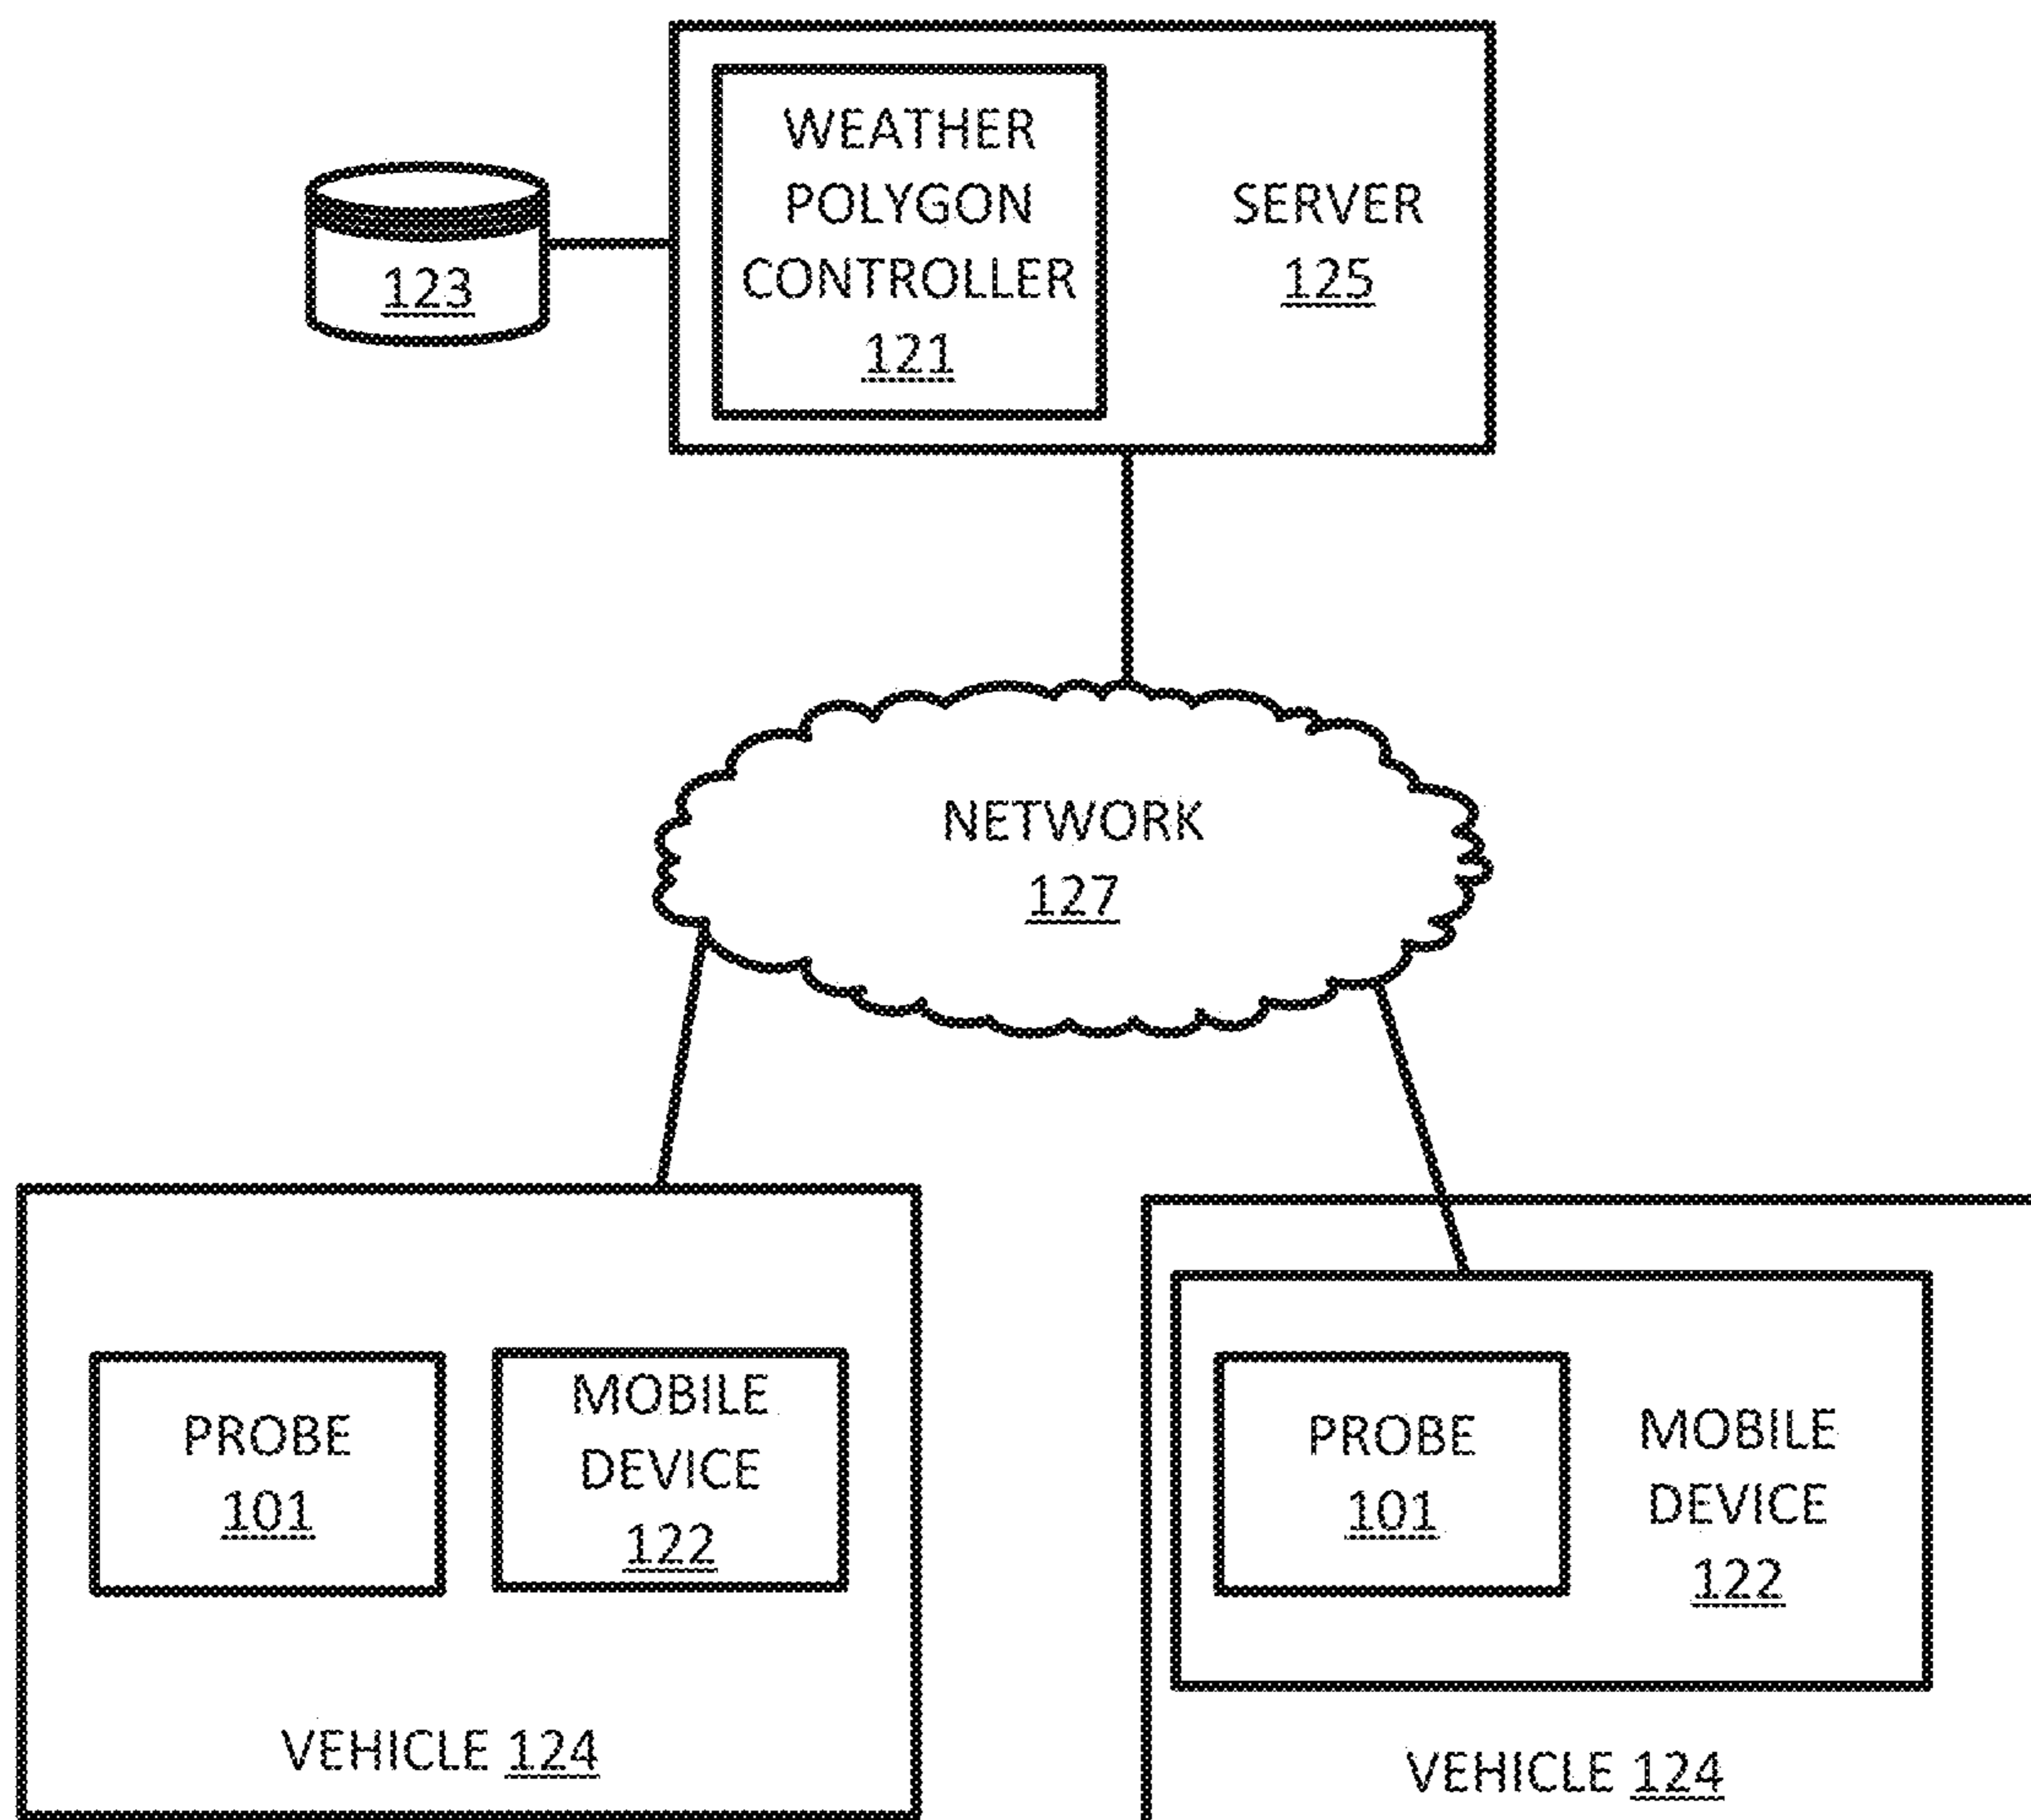 WEATHER
POLYGON
CONTROLLER
121
SERVER
125
123
NETWORK
127
PROBE
101
MOBILE
DEVICE
122
VEHICLE 124
PROBE
101
MOBILE
DEVICE
122
VEHICLE 124